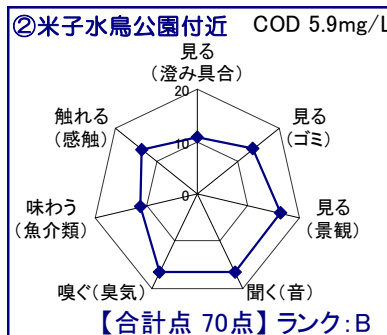 ②米子水鳥公園付近 COD 5.9mg/L
見る
（澄み具合）
20
触れる
（感触）
見る
（ゴミ）
10
0
味わう
（魚介類）
見る
（景観）
嗅ぐ（臭気）
聞く（音）
【合計点 70点】ランク：B